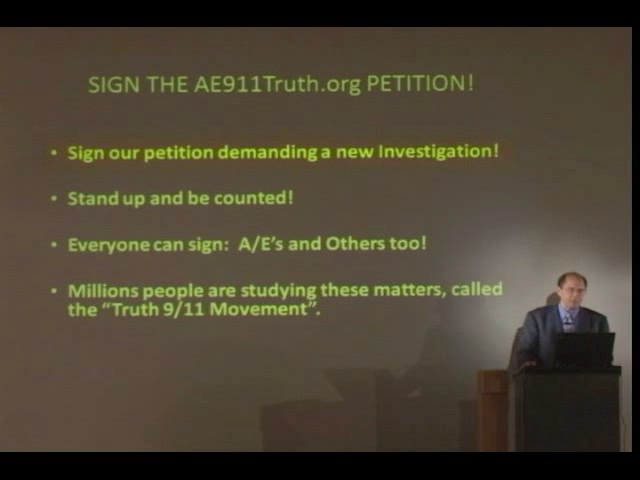 SIGN THE AE911Truth.org PETITION!
• Sign our petition demanding a new Investigation!
• Stand up and be counted!
• Everyone can sign: A/E's and Others too!
• Millions people are studying these matters, called
the “Truth 9/11 Movement”.